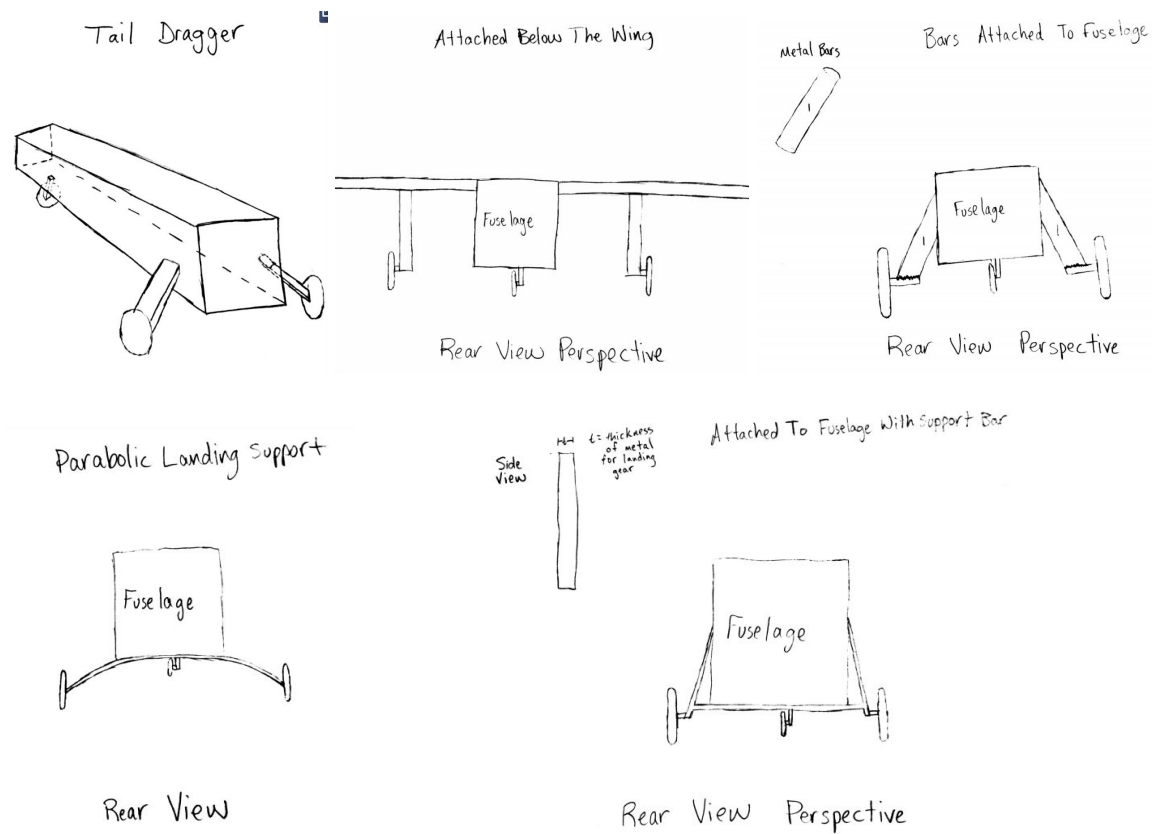 Tail Dragger
Attached Below The Wing
Fuselage
Rear View Perspective
Bars Attached To Fuselage
Metal Bars
Fuselage
Rear View Perspective
Parabolic Landing Support
Fuselage
Rear View
Attached To Fuselage With Support Bar
t = thickness
of metal
for landing
gear
Side
View
Fuselage
Rear View Perspective